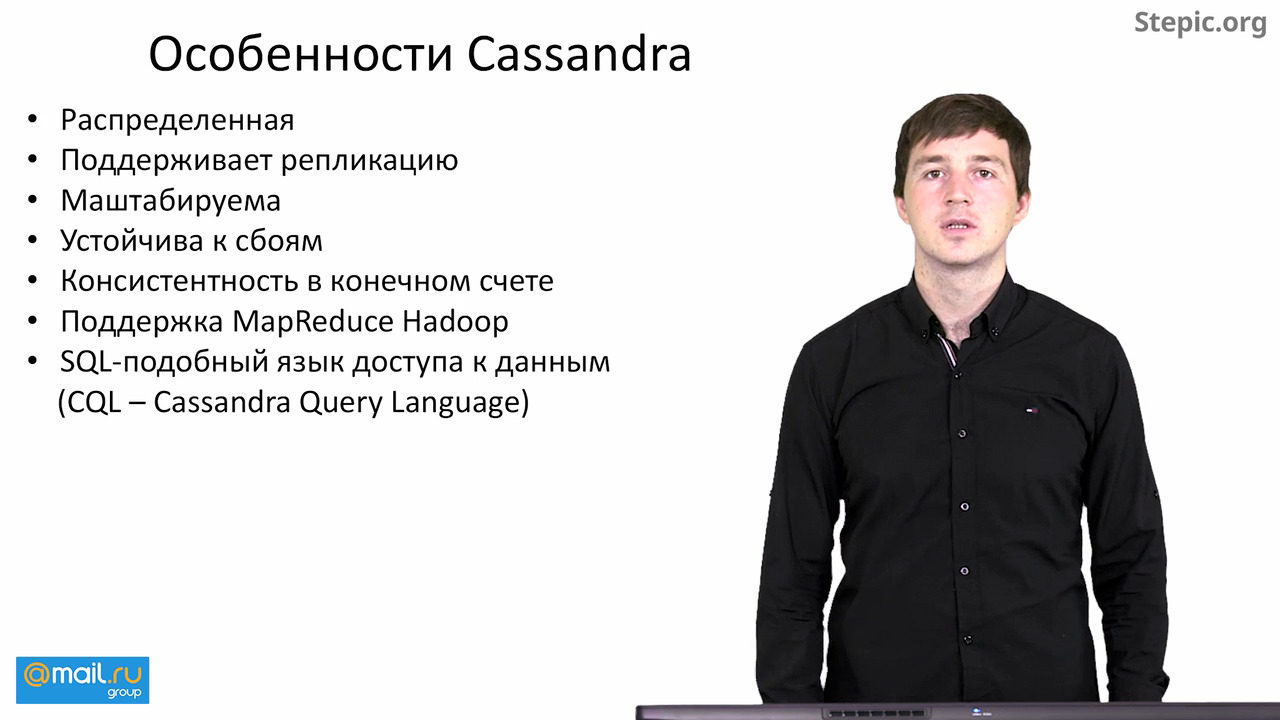 Stepic.org
Особенности Cassandra
• Распределенная
• Поддерживает репликацию
• Маштабируема
• Устойчива к сбоям
• Консистентность в конечном счете
• Поддержка MapReduce Hadoop
• SQL-подобный язык доступа к данным
(CQL – Cassandra Query Language)
@mail.ru
group